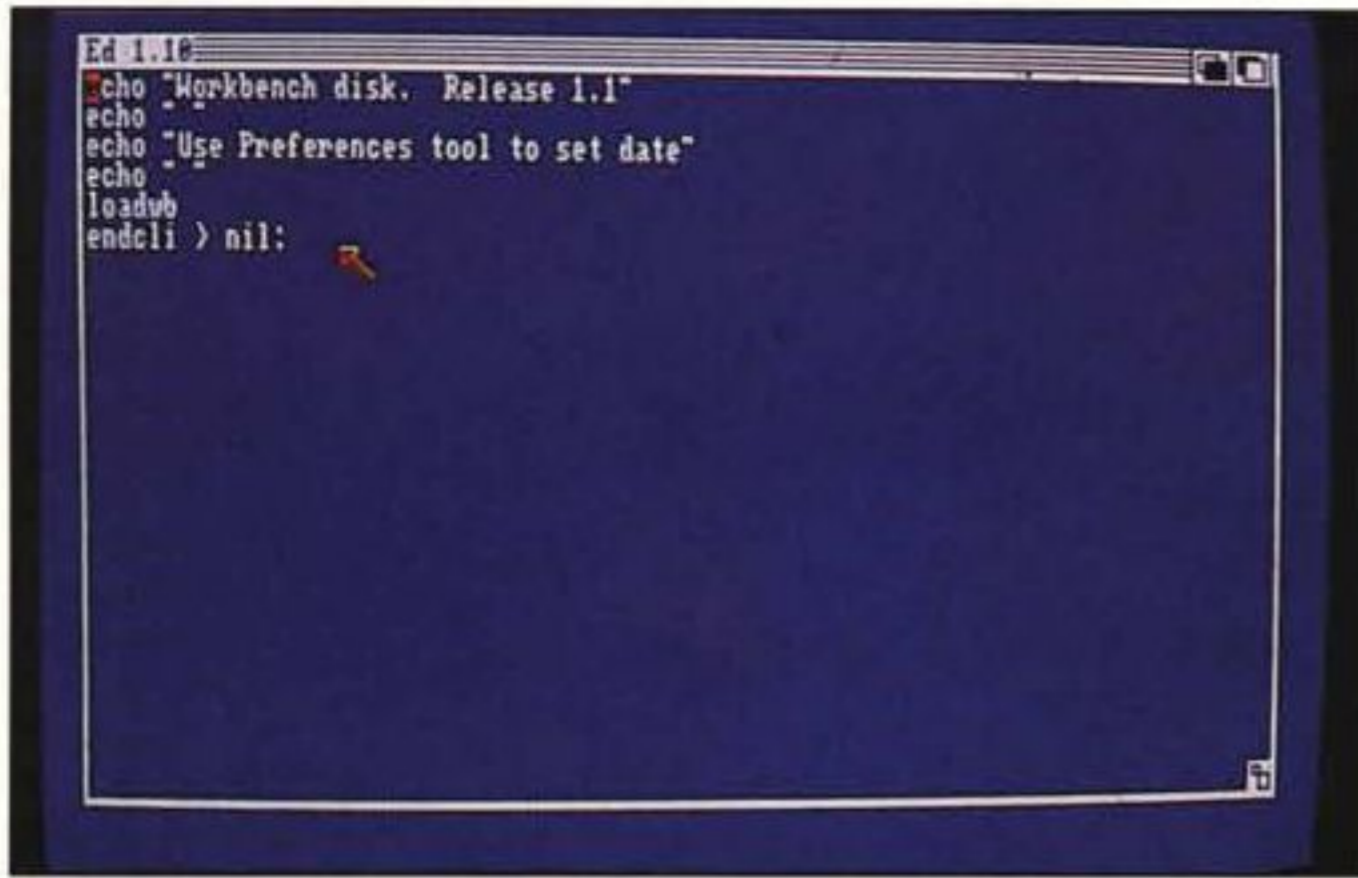 Ed 1.10
echo "Workbench disk.  Release 1.1"
echo " "
echo "Use Preferences tool to set date"
echo " "
loadwb
endcli > nil: